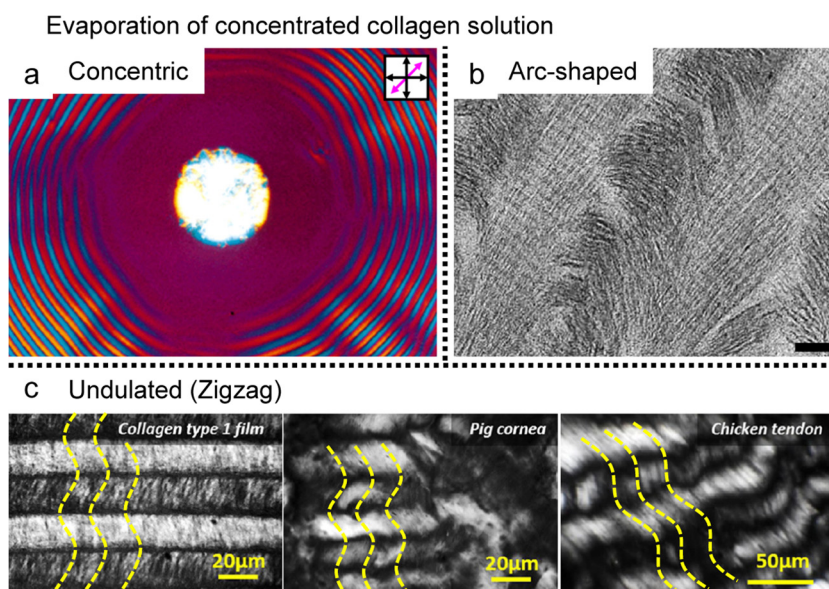 Evaporation of concentrated collagen solution
a Concentric
b Arc-shaped
c Undulated (Zigzag)
Collagen type 1 film
Pig cornea
Chicken tendon
20μm
20μm
50μm